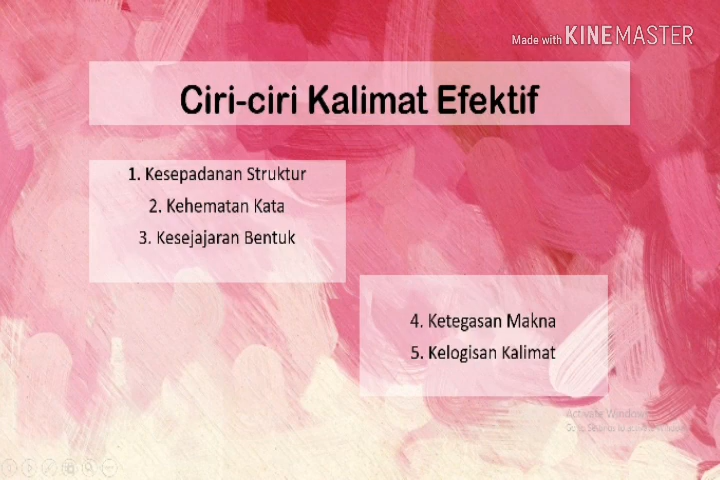 Made with KINEMASTER
Ciri-ciri Kalimat Efektif
1. Kesepadanan Struktur
2. Kehematan Kata
3. Kesejajaran Bentuk
4. Ketegasan Makna
5. Kelogisan Kalimat
Activate Windows